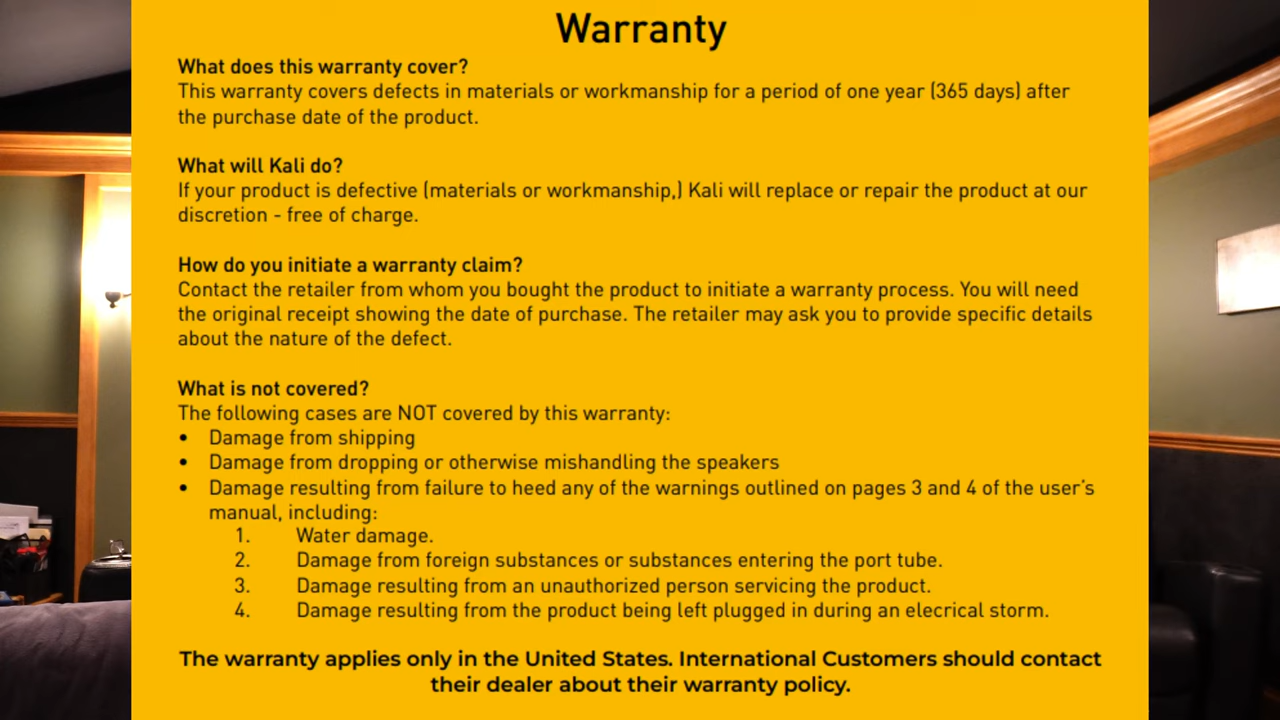 Warranty
What does this warranty cover?
This warranty covers defects in materials or workmanship for a period of one year (365 days) after
the purchase date of the product.
What will Kali do?
If your product is defective (materials or workmanship,) Kali will replace or repair the product at our
discretion - free of charge.
How do you initiate a warranty claim?
Contact the retailer from whom you bought the product to initiate a warranty process. You will need
the original receipt showing the date of purchase. The retailer may ask you to provide specific details
about the nature of the defect.
What is not covered?
The following cases are NOT covered by this warranty:
• Damage from shipping
• Damage from dropping or otherwise mishandling the speakers
• Damage resulting from failure to heed any of the warnings outlined on pages 3 and 4 of the user's
manual, including:
1. Water damage.
2. Damage from foreign substances or substances entering the port tube.
3. Damage resulting from an unauthorized person servicing the product.
4. Damage resulting from the product being left plugged in during an elecrical storm.
The warranty applies only in the United States. International Customers should contact
their dealer about their warranty policy.